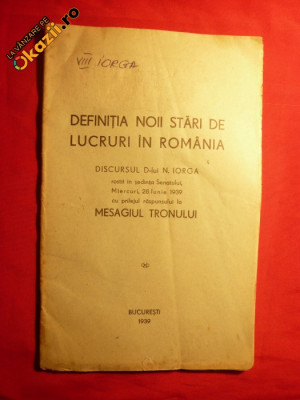 LA VÂNZARE PE
Okazii.ro
VIII IORGA
DEFINIȚIA NOII STĂRI DE
LUCRURI ÎN ROMÂNIA
DISCURSUL D-lui N. IORGA
rostit în ședința Senatului,
Miercuri, 28 Iunie 1939
cu prilejul răspunsului la
MESAGIUL TRONULUI
BUCUREȘTI
1939